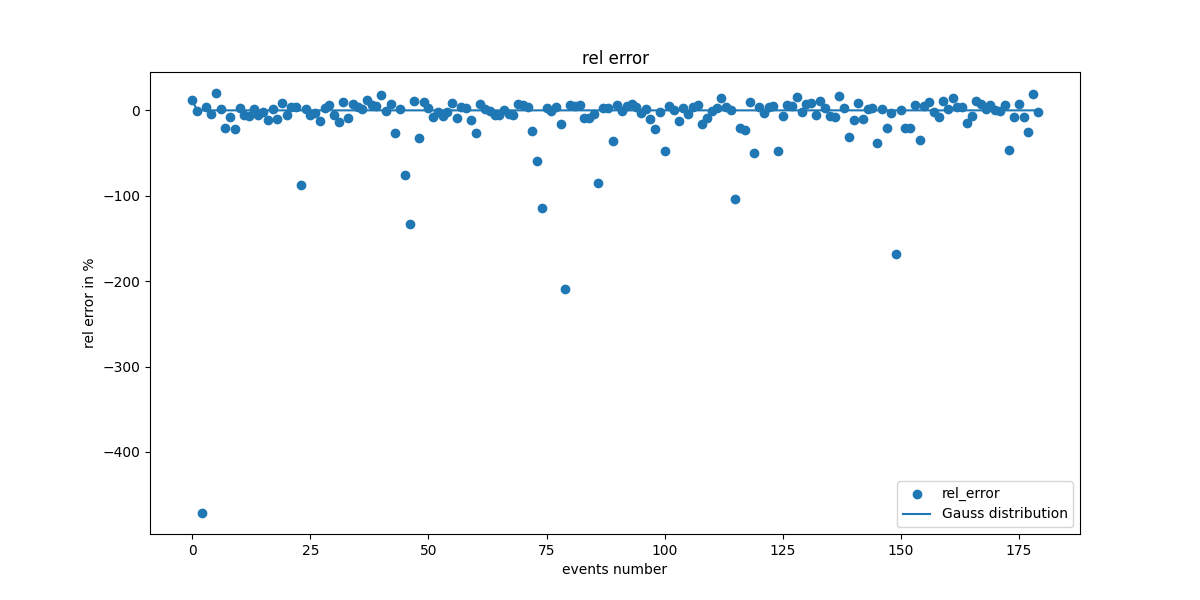 rel error
rel error in %
0
−100
−200
−300
−400
0
25
50
75
100
125
150
175
events number
rel_error
Gauss distribution